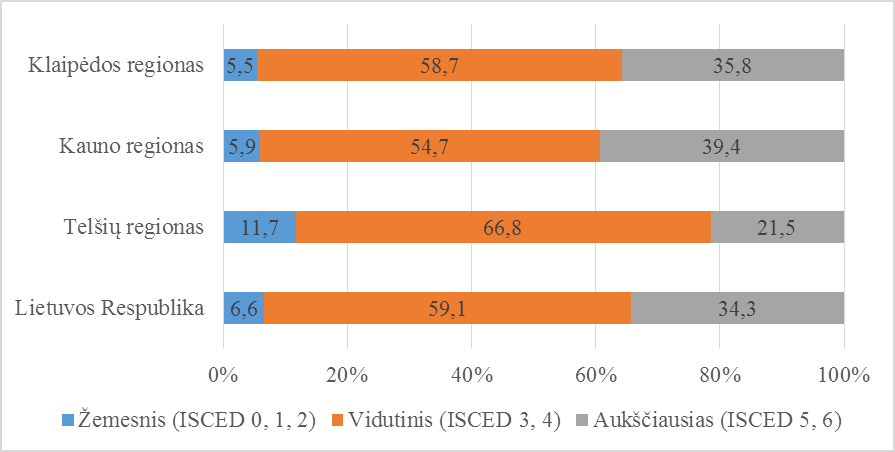 Klaipėdos regionas 5,5 58,7 35,8
Kauno regionas 5,9 54,7 39,4
Telšių regionas 11,7 66,8 21,5
Lietuvos Respublika 6,6 59,1 34,3
0% 20% 40% 60% 80% 100%
Žemesnis (ISCED 0, 1, 2) Vidutinis (ISCED 3, 4) Aukščiausias (ISCED 5, 6)